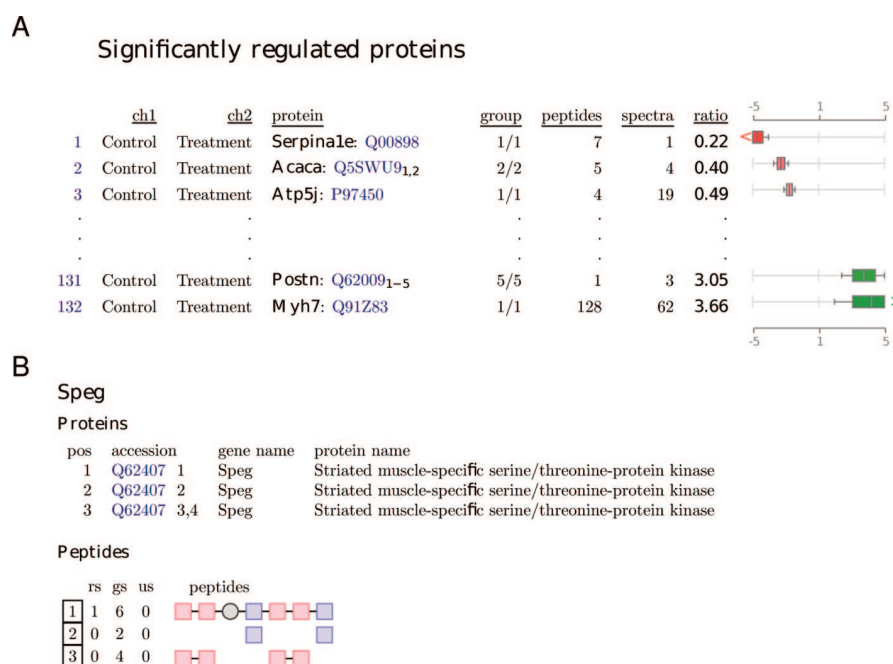 A
Significantly regulated proteins
ch1 ch2 protein group peptides spectra ratio
-5 1 5
1 Control Treatment Serpina1e: Q00898 1/1 7 1 0.22
2 Control Treatment Acaca: Q5SWU91,2 2/2 5 4 0.40
3 Control Treatment Atp5j: P97450 1/1 4 19 0.49
. . . . . .
. . . . . .
. . . . . .
131 Control Treatment Postn: Q620091–5 5/5 1 3 3.05
132 Control Treatment Myh7: Q91Z83 1/1 128 62 3.66
-5 1 5
B
Speg
Proteins
pos accession gene name protein name
1 Q62407 1 Speg Striated muscle-specific serine/threonine-protein kinase
2 Q62407 2 Speg Striated muscle-specific serine/threonine-protein kinase
3 Q62407 3,4 Speg Striated muscle-specific serine/threonine-protein kinase
Peptides
rs gs us peptides
1 1 6 0
2 0 2 0
3 0 4 0